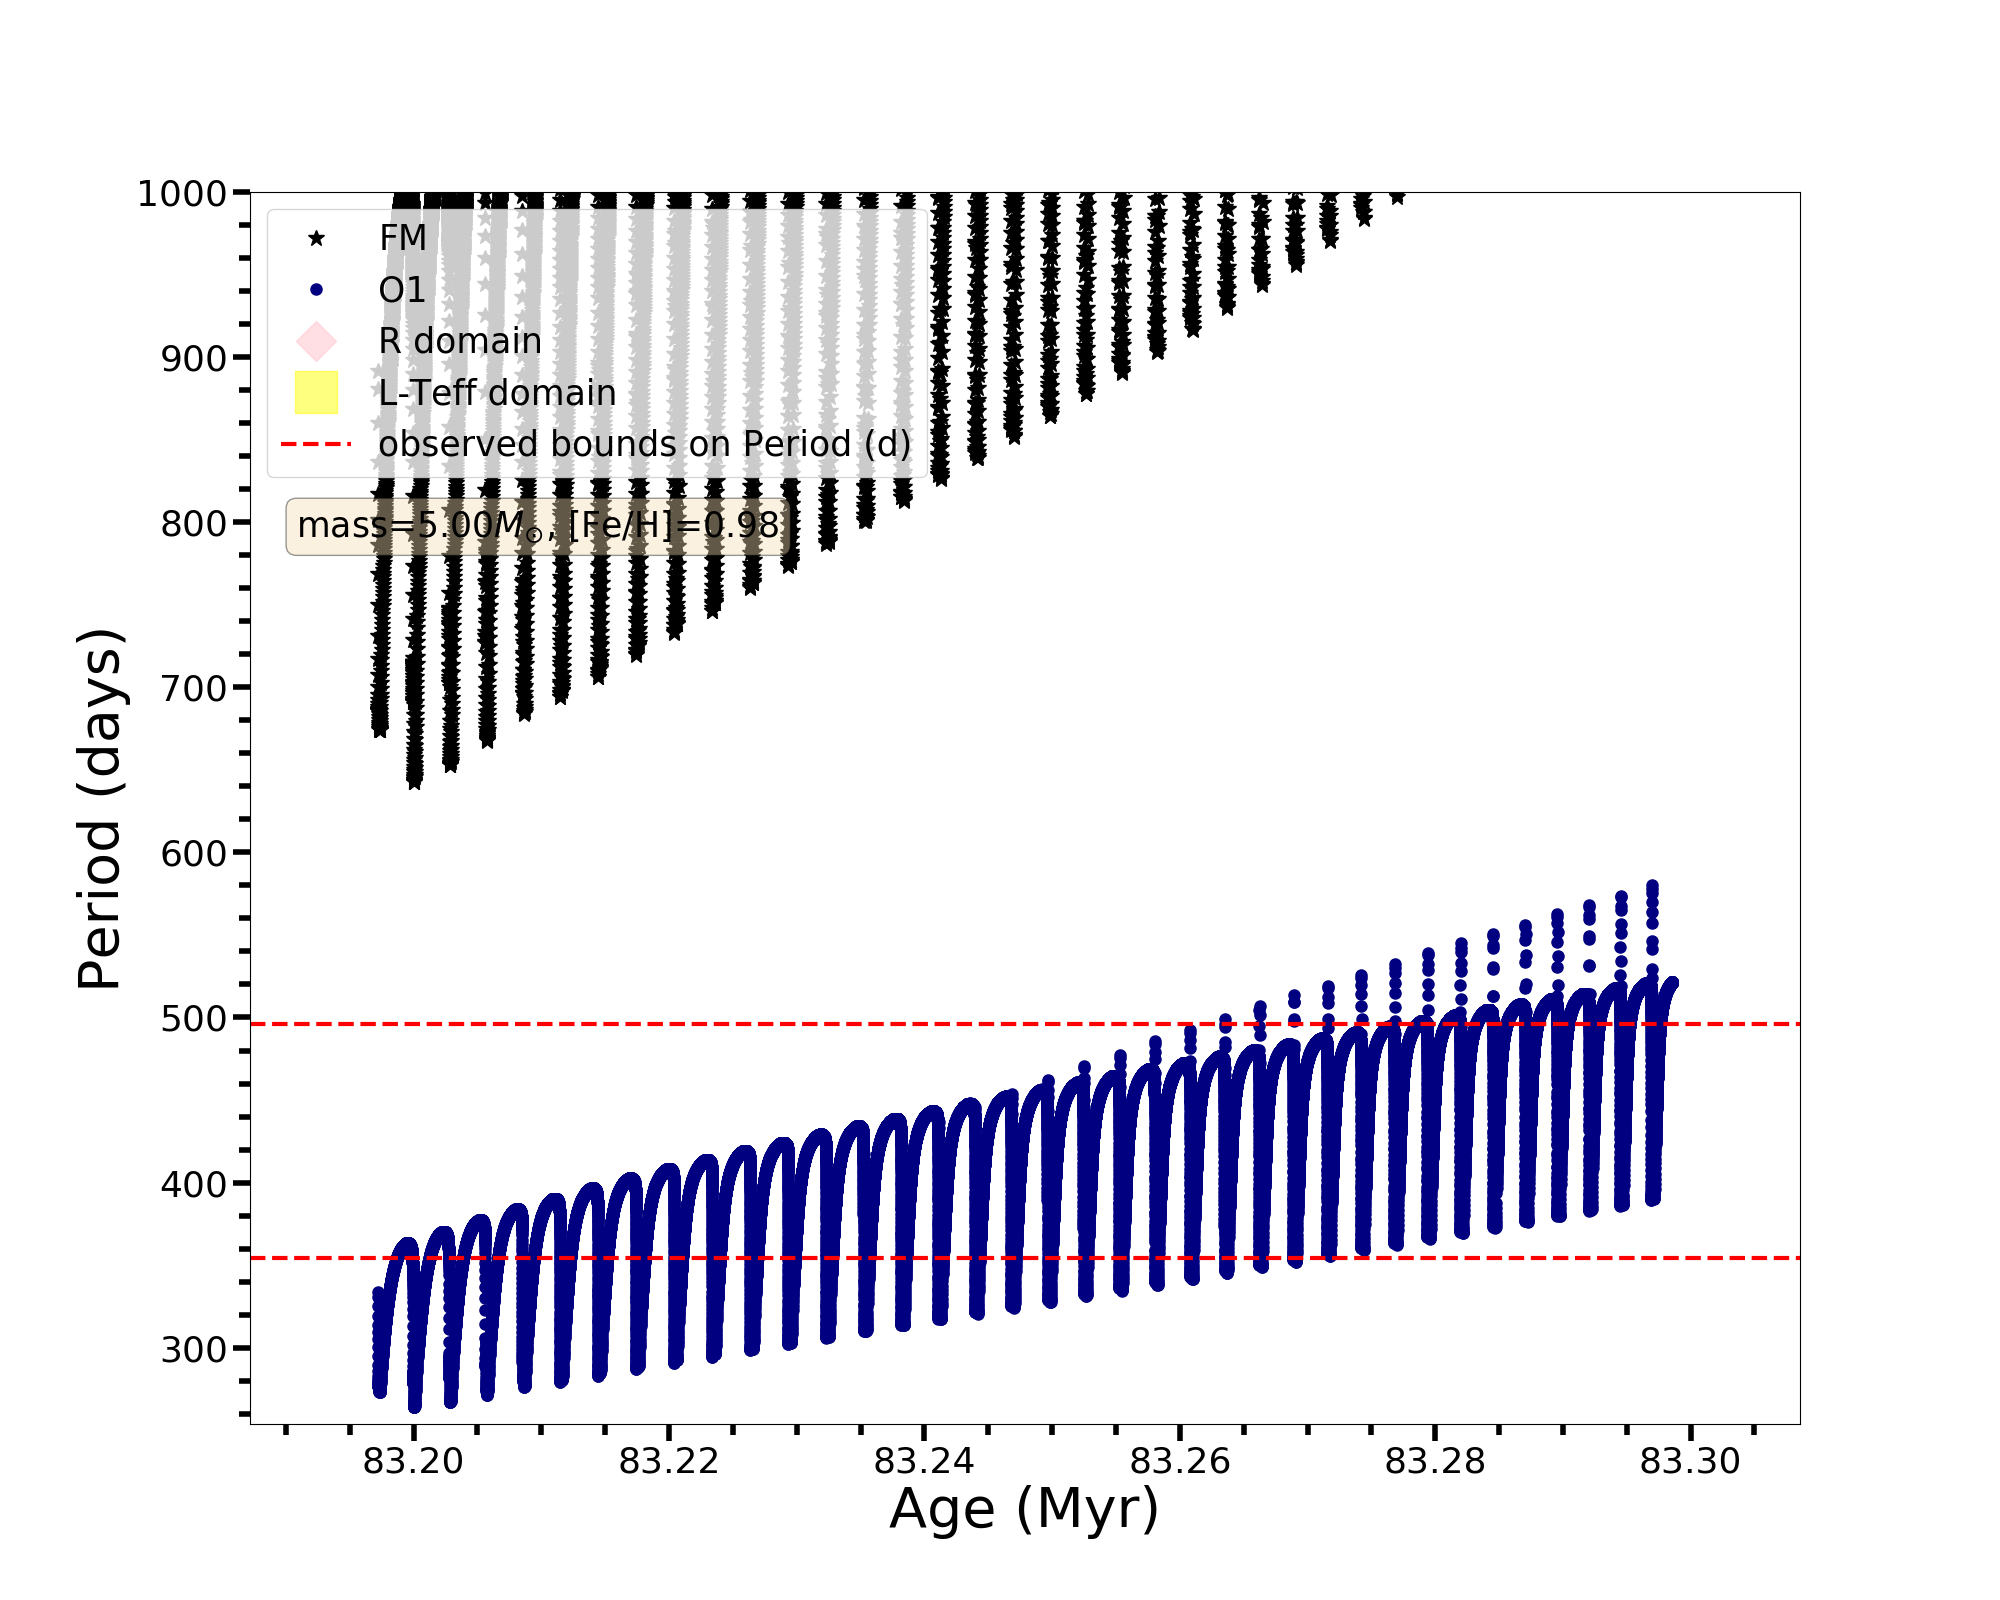 1000
900
800
700
600
500
400
300
Period (days)
FM
O1
R domain
L-Teff domain
observed bounds on Period (d)
mass=5.00M⊙, [Fe/H]=0.98
83.20 83.22 83.24 83.26 83.28 83.30
Age (Myr)